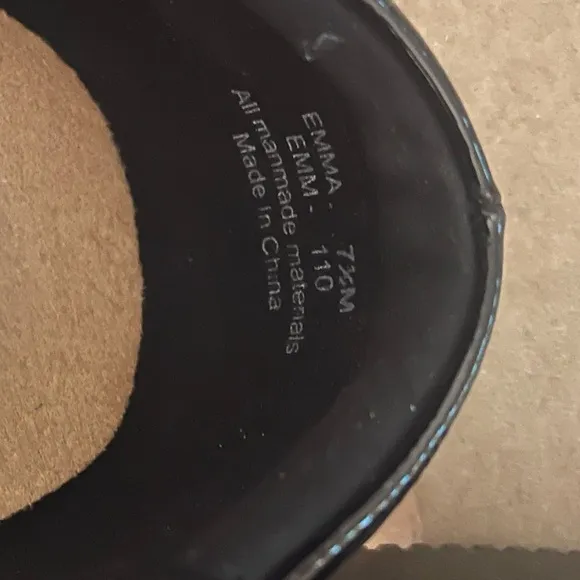 EMMA - 7½M
EMM - 110
All manmade materials
Made In China